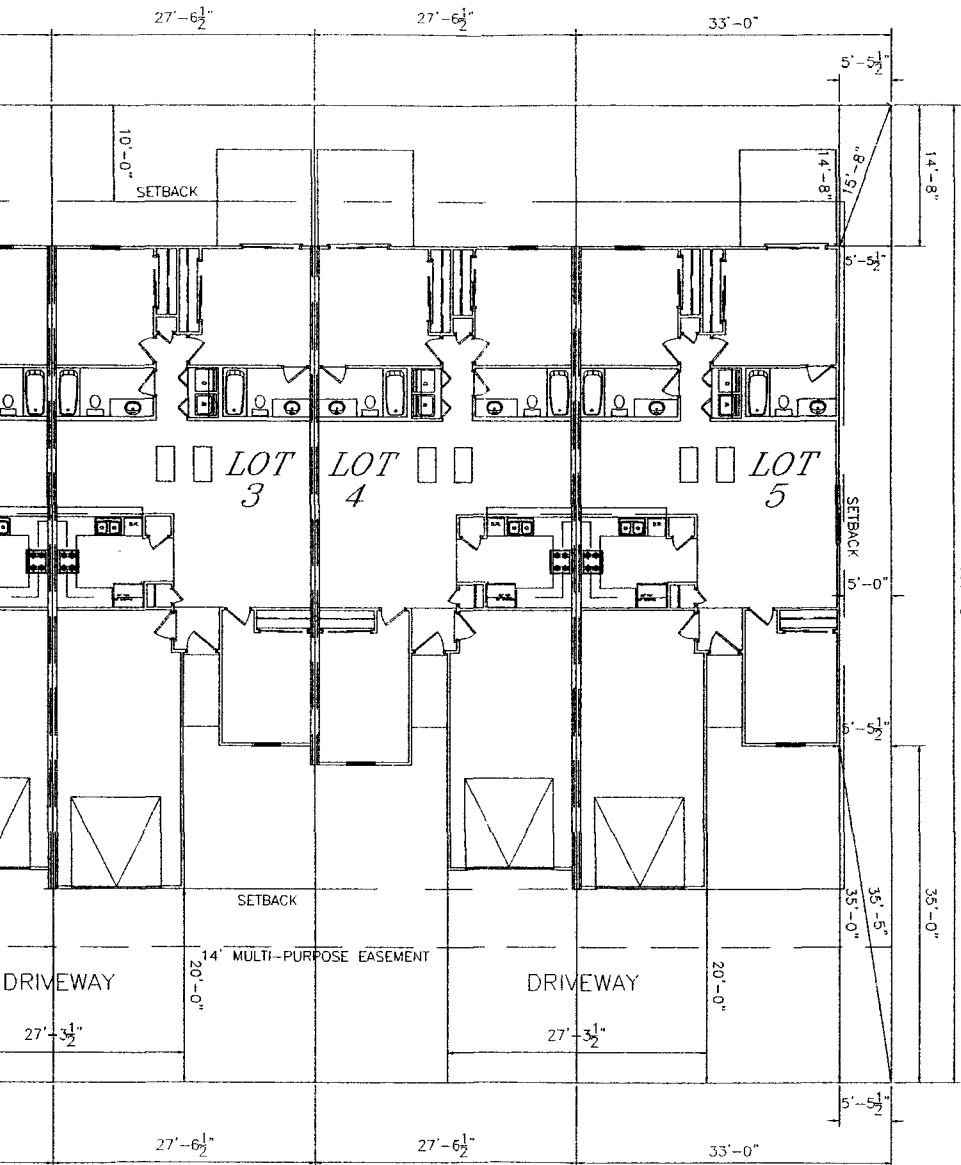 27'-6½"
27'-6½"
33'-0"
5'-5½"
10'-0"
SETBACK
14'-8"
15'-8"
14'-8"
5'-5½"
LOT
3
LOT
4
LOT
5
SETBACK
5'-0"
5'-5½"
SETBACK
35'-0"
35'-5"
35'-0"
14' MULTI-PURPOSE EASEMENT
DRIVEWAY
20'-0"
DRIVEWAY
20'-0"
27'-3½"
27'-3½"
5'-5½"
27'-6½"
27'-6½"
33'-0"